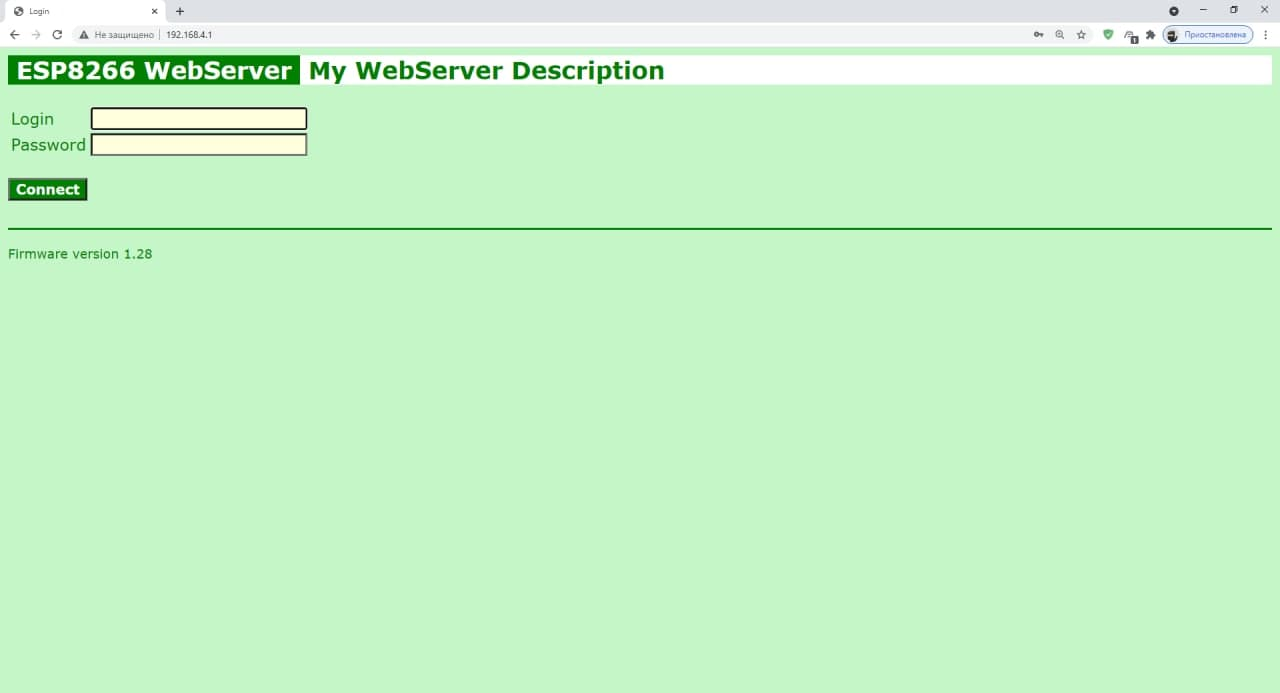 Login
Не защищено 192.168.4.1
1
Приостановлена
ESP8266 WebServer My WebServer Description
Login
Password
Connect
Firmware version 1.28